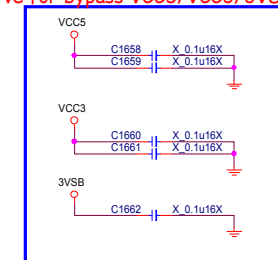 VCC5
C1658 X_0.1u16X
C1659 X_0.1u16X
VCC3
C1660 X_0.1u16X
C1661 X_0.1u16X
3VSB
C1662 X_0.1u16X